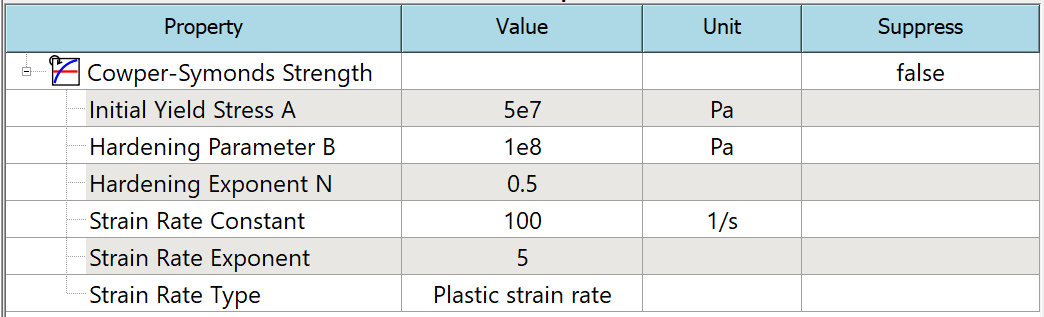 Property Value Unit Suppress
Cowper-Symonds Strength false
Initial Yield Stress A 5e7 Pa
Hardening Parameter B 1e8 Pa
Hardening Exponent N 0.5
Strain Rate Constant 100 1/s
Strain Rate Exponent 5
Strain Rate Type Plastic strain rate